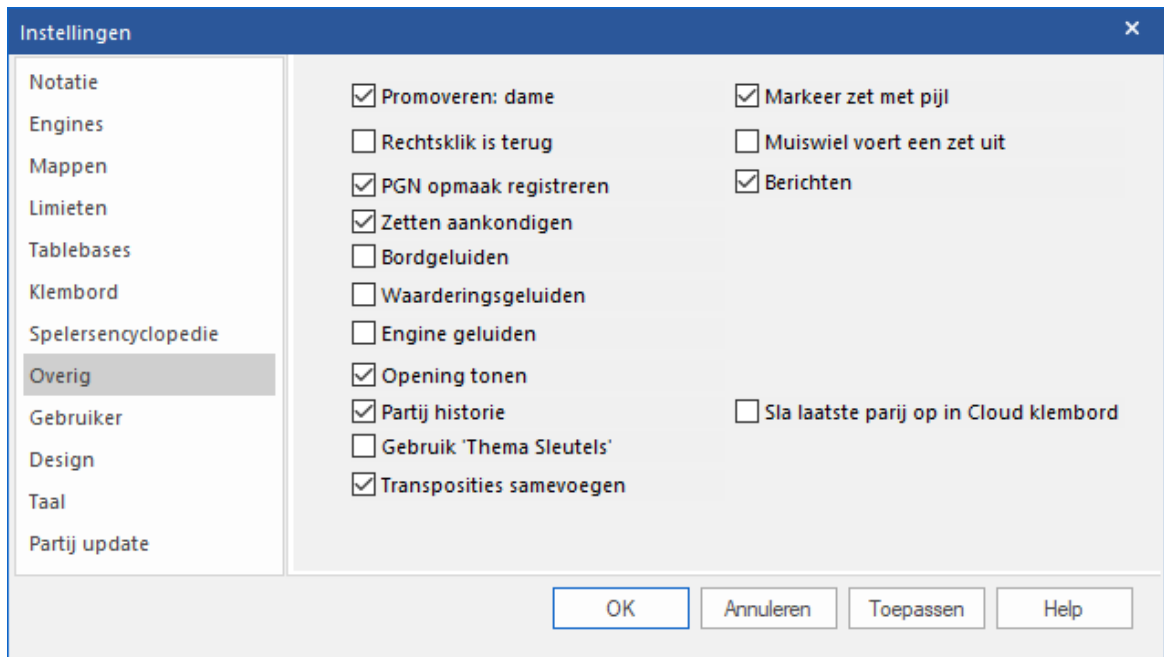 Instellingen
Notatie
Engines
Mappen
Limieten
Tablebases
Klembord
Spelersencyclopedie
Overig
Gebruiker
Design
Taal
Partij update
Promoveren: dame
Rechtsklik is terug
PGN opmaak registreren
Zetten aankondigen
Bordgeluiden
Waarderingsgeluiden
Engine geluiden
Opening tonen
Partij historie
Gebruik 'Thema Sleutels'
Transposities samevoegen
Markeer zet met pijl
Muiswiel voert een zet uit
Berichten
Sla laatste parij op in Cloud klembord
OK
Annuleren
Toepassen
Help